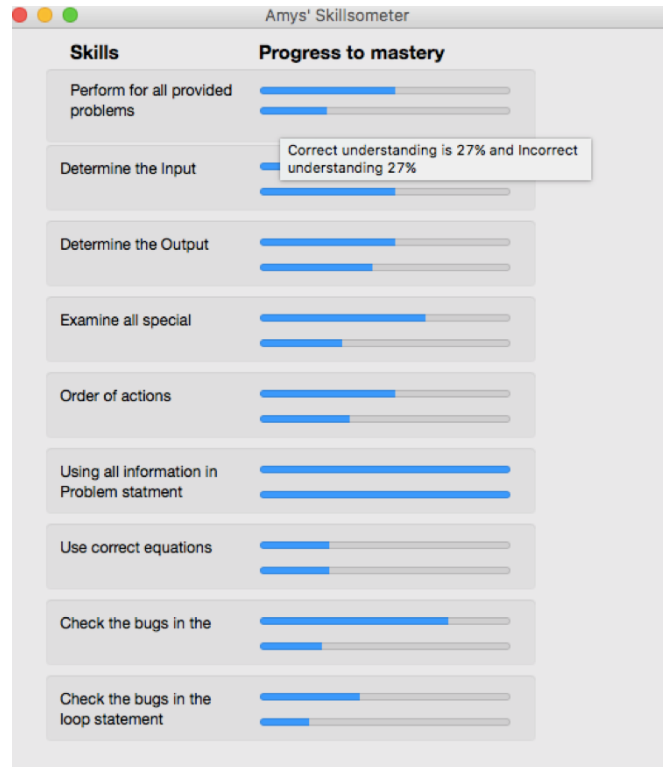 Amys' Skillsometer
Skills
Progress to mastery
Perform for all provided
problems
Correct understanding is 27% and Incorrect
understanding 27%
Determine the Input
Determine the Output
Examine all special
Order of actions
Using all information in
Problem statment
Use correct equations
Check the bugs in the
Check the bugs in the
loop statement